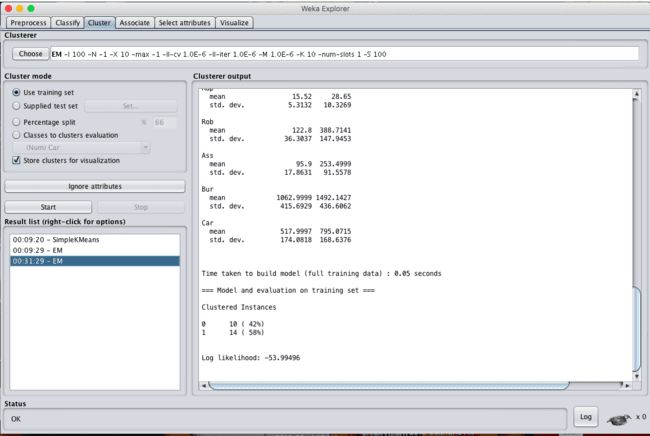 Weka Explorer
Preprocess Classify Cluster Associate Select attributes Visualize
Clusterer
Choose EM -I 100 -N -1 -X 10 -max -1 -ll-cv 1.0E-6 -ll-iter 1.0E-6 -M 1.0E-6 -K 10 -num-slots 1 -S 100
Cluster mode
Use training set
Supplied test set Set...
Percentage split % 66
Classes to clusters evaluation
(Num) Car
Store clusters for visualization
Ignore attributes
Start Stop
Result list (right-click for options)
00:09:20 - SimpleKMeans
00:09:29 - EM
00:31:29 - EM
Clusterer output
mean 15.52 28.65
std. dev. 5.3132 10.3269
Rob
mean 122.8 388.7141
std. dev. 36.3037 147.9453
Ass
mean 95.9 253.4999
std. dev. 17.8631 91.5578
Bur
mean 1062.9999 1492.1427
std. dev. 415.6929 436.6062
Car
mean 517.9997 795.0715
std. dev. 174.0818 168.6376
Time taken to build model (full training data) : 0.05 seconds
=== Model and evaluation on training set ===
Clustered Instances
0 10 ( 42%)
1 14 ( 58%)
Log likelihood: -53.99496
Status
OK
Log x 0